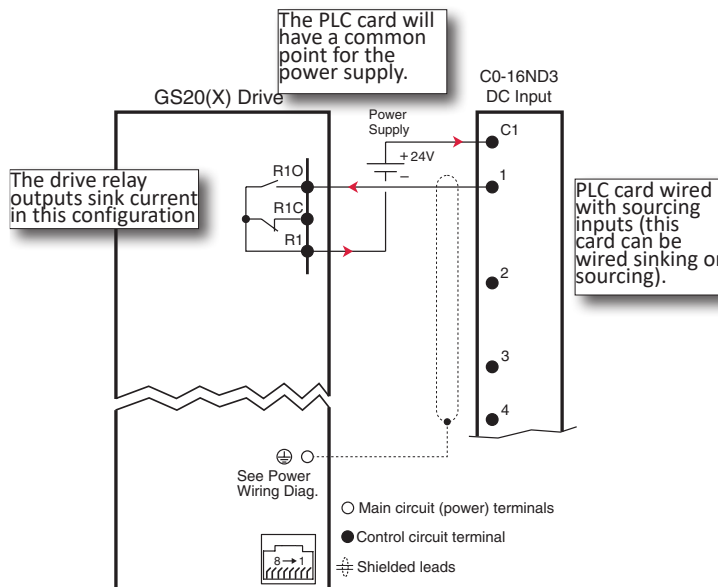 The PLC card will
have a common
point for the
power supply.
C0-16ND3
DC Input
GS20(X) Drive
Power
Supply
C1
+24V
–
The drive relay
outputs sink current
in this configuration
R1O
1
R1C
R1
PLC card wired
with sourcing
inputs (this
card can be
wired sinking or
sourcing).
2
3
4
See Power
Wiring Diag.
Main circuit (power) terminals
Control circuit terminal
8→1
Shielded leads